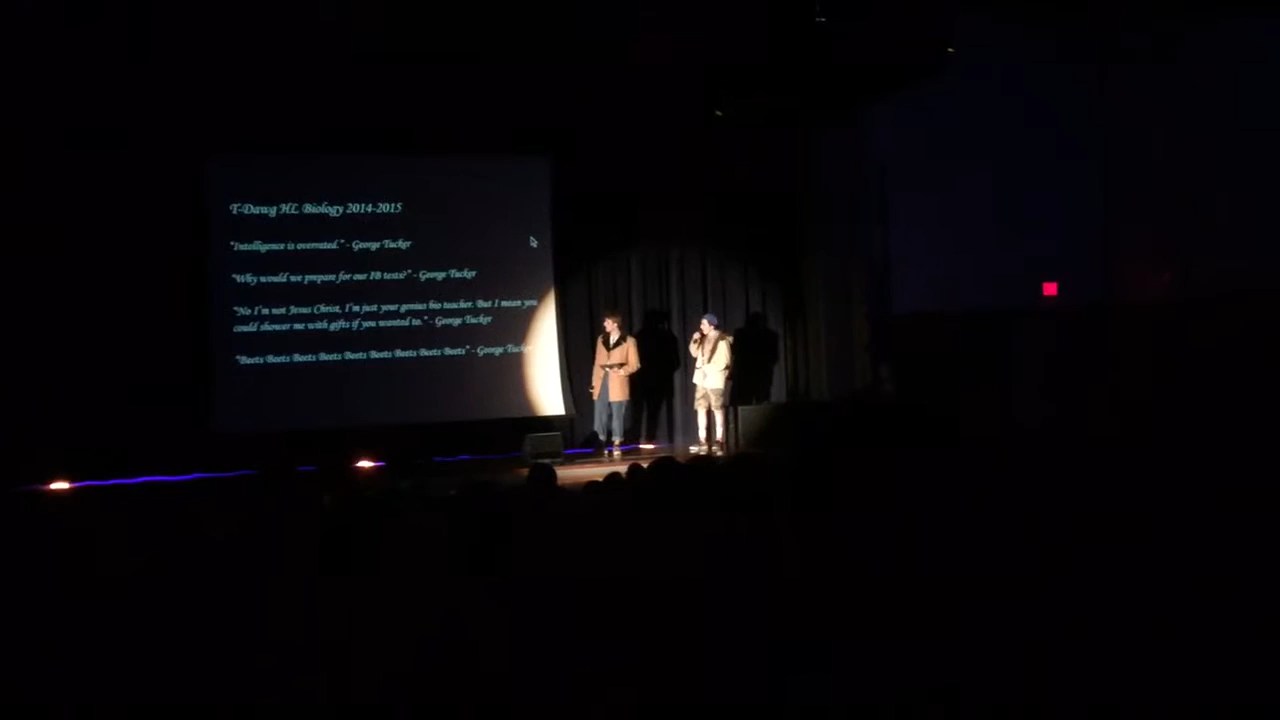 T-Dawg HL Biology 2014-2015
"Intelligence is overrated." - George Tucker
"Why would we prepare for our IB tests?" - George Tucker
"No I'm not Jesus Christ, I'm just your genius bio teacher. But I mean you
could shower me with gifts if you wanted to." - George Tucker
"Beets Beets Beets Beets Beets Beets Beets Beets Beets" - George Tucker